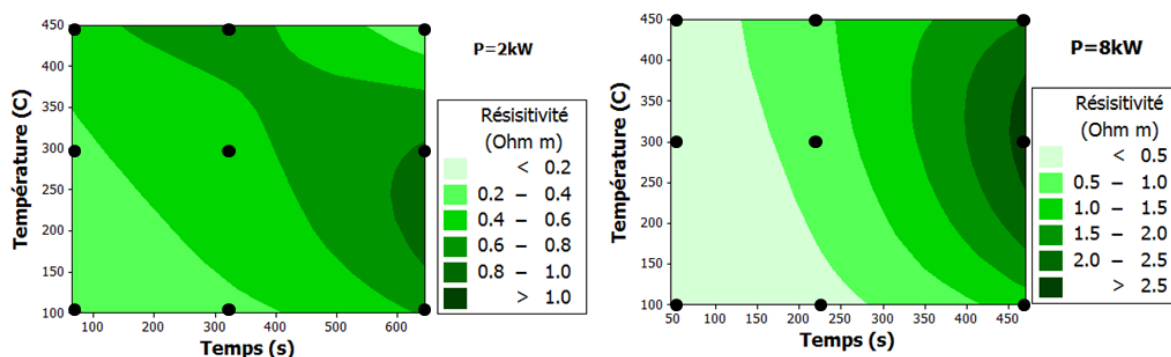 P=2kW
Température (C)
450
400
350
300
250
200
150
100
100 200 300 400 500 600
Temps (s)
Résisitivité
(Ohm m)
< 0.2
0.2 – 0.4
0.4 – 0.6
0.6 – 0.8
0.8 – 1.0
> 1.0
P=8kW
Température (C)
450
400
350
300
250
200
150
100
50 100 150 200 250 300 350 400 450
Temps (s)
Résisitivité
(Ohm m)
< 0.5
0.5 – 1.0
1.0 – 1.5
1.5 – 2.0
2.0 – 2.5
> 2.5